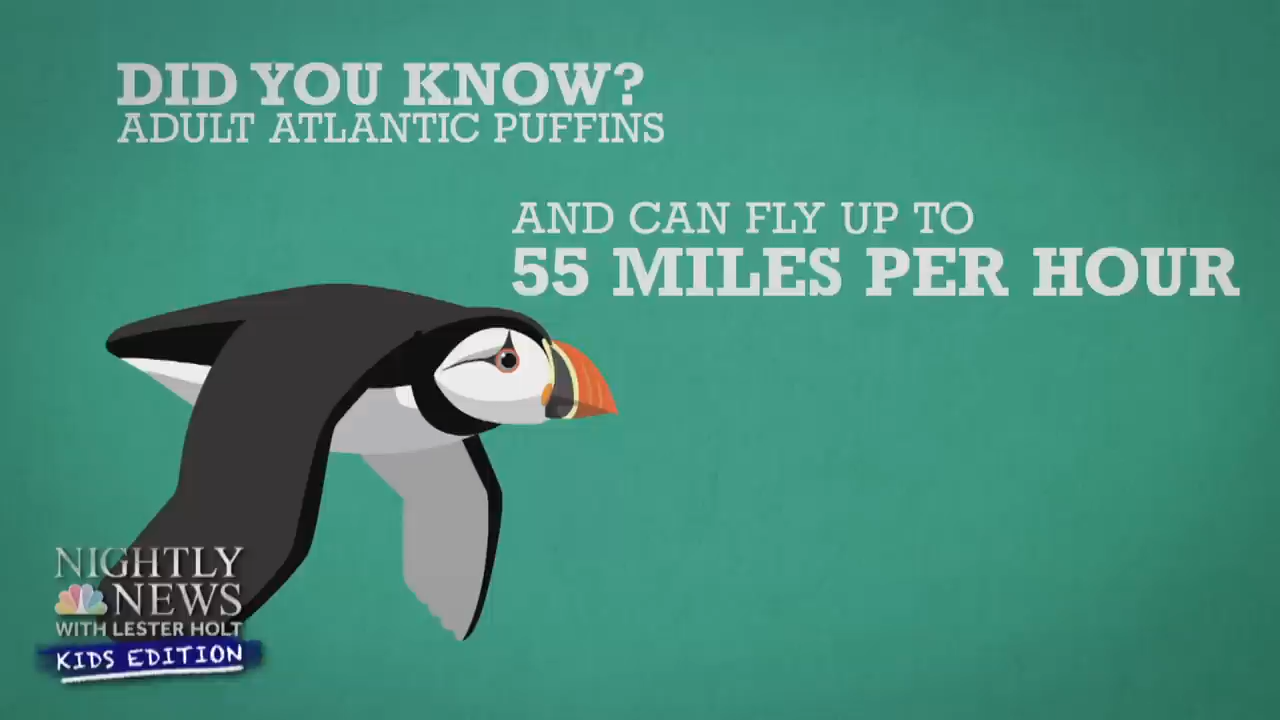 DID YOU KNOW?
ADULT ATLANTIC PUFFINS
AND CAN FLY UP TO
55 MILES PER HOUR
NIGHTLY
NEWS
WITH LESTER HOLT
KIDS EDITION